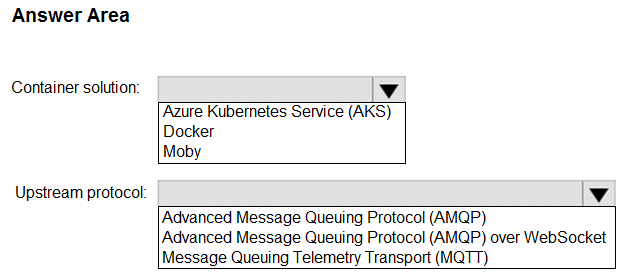 Answer Area
Container solution:
Azure Kubernetes Service (AKS)
Docker
Moby
Upstream protocol:
Advanced Message Queuing Protocol (AMQP)
Advanced Message Queuing Protocol (AMQP) over WebSocket
Message Queuing Telemetry Transport (MQTT)